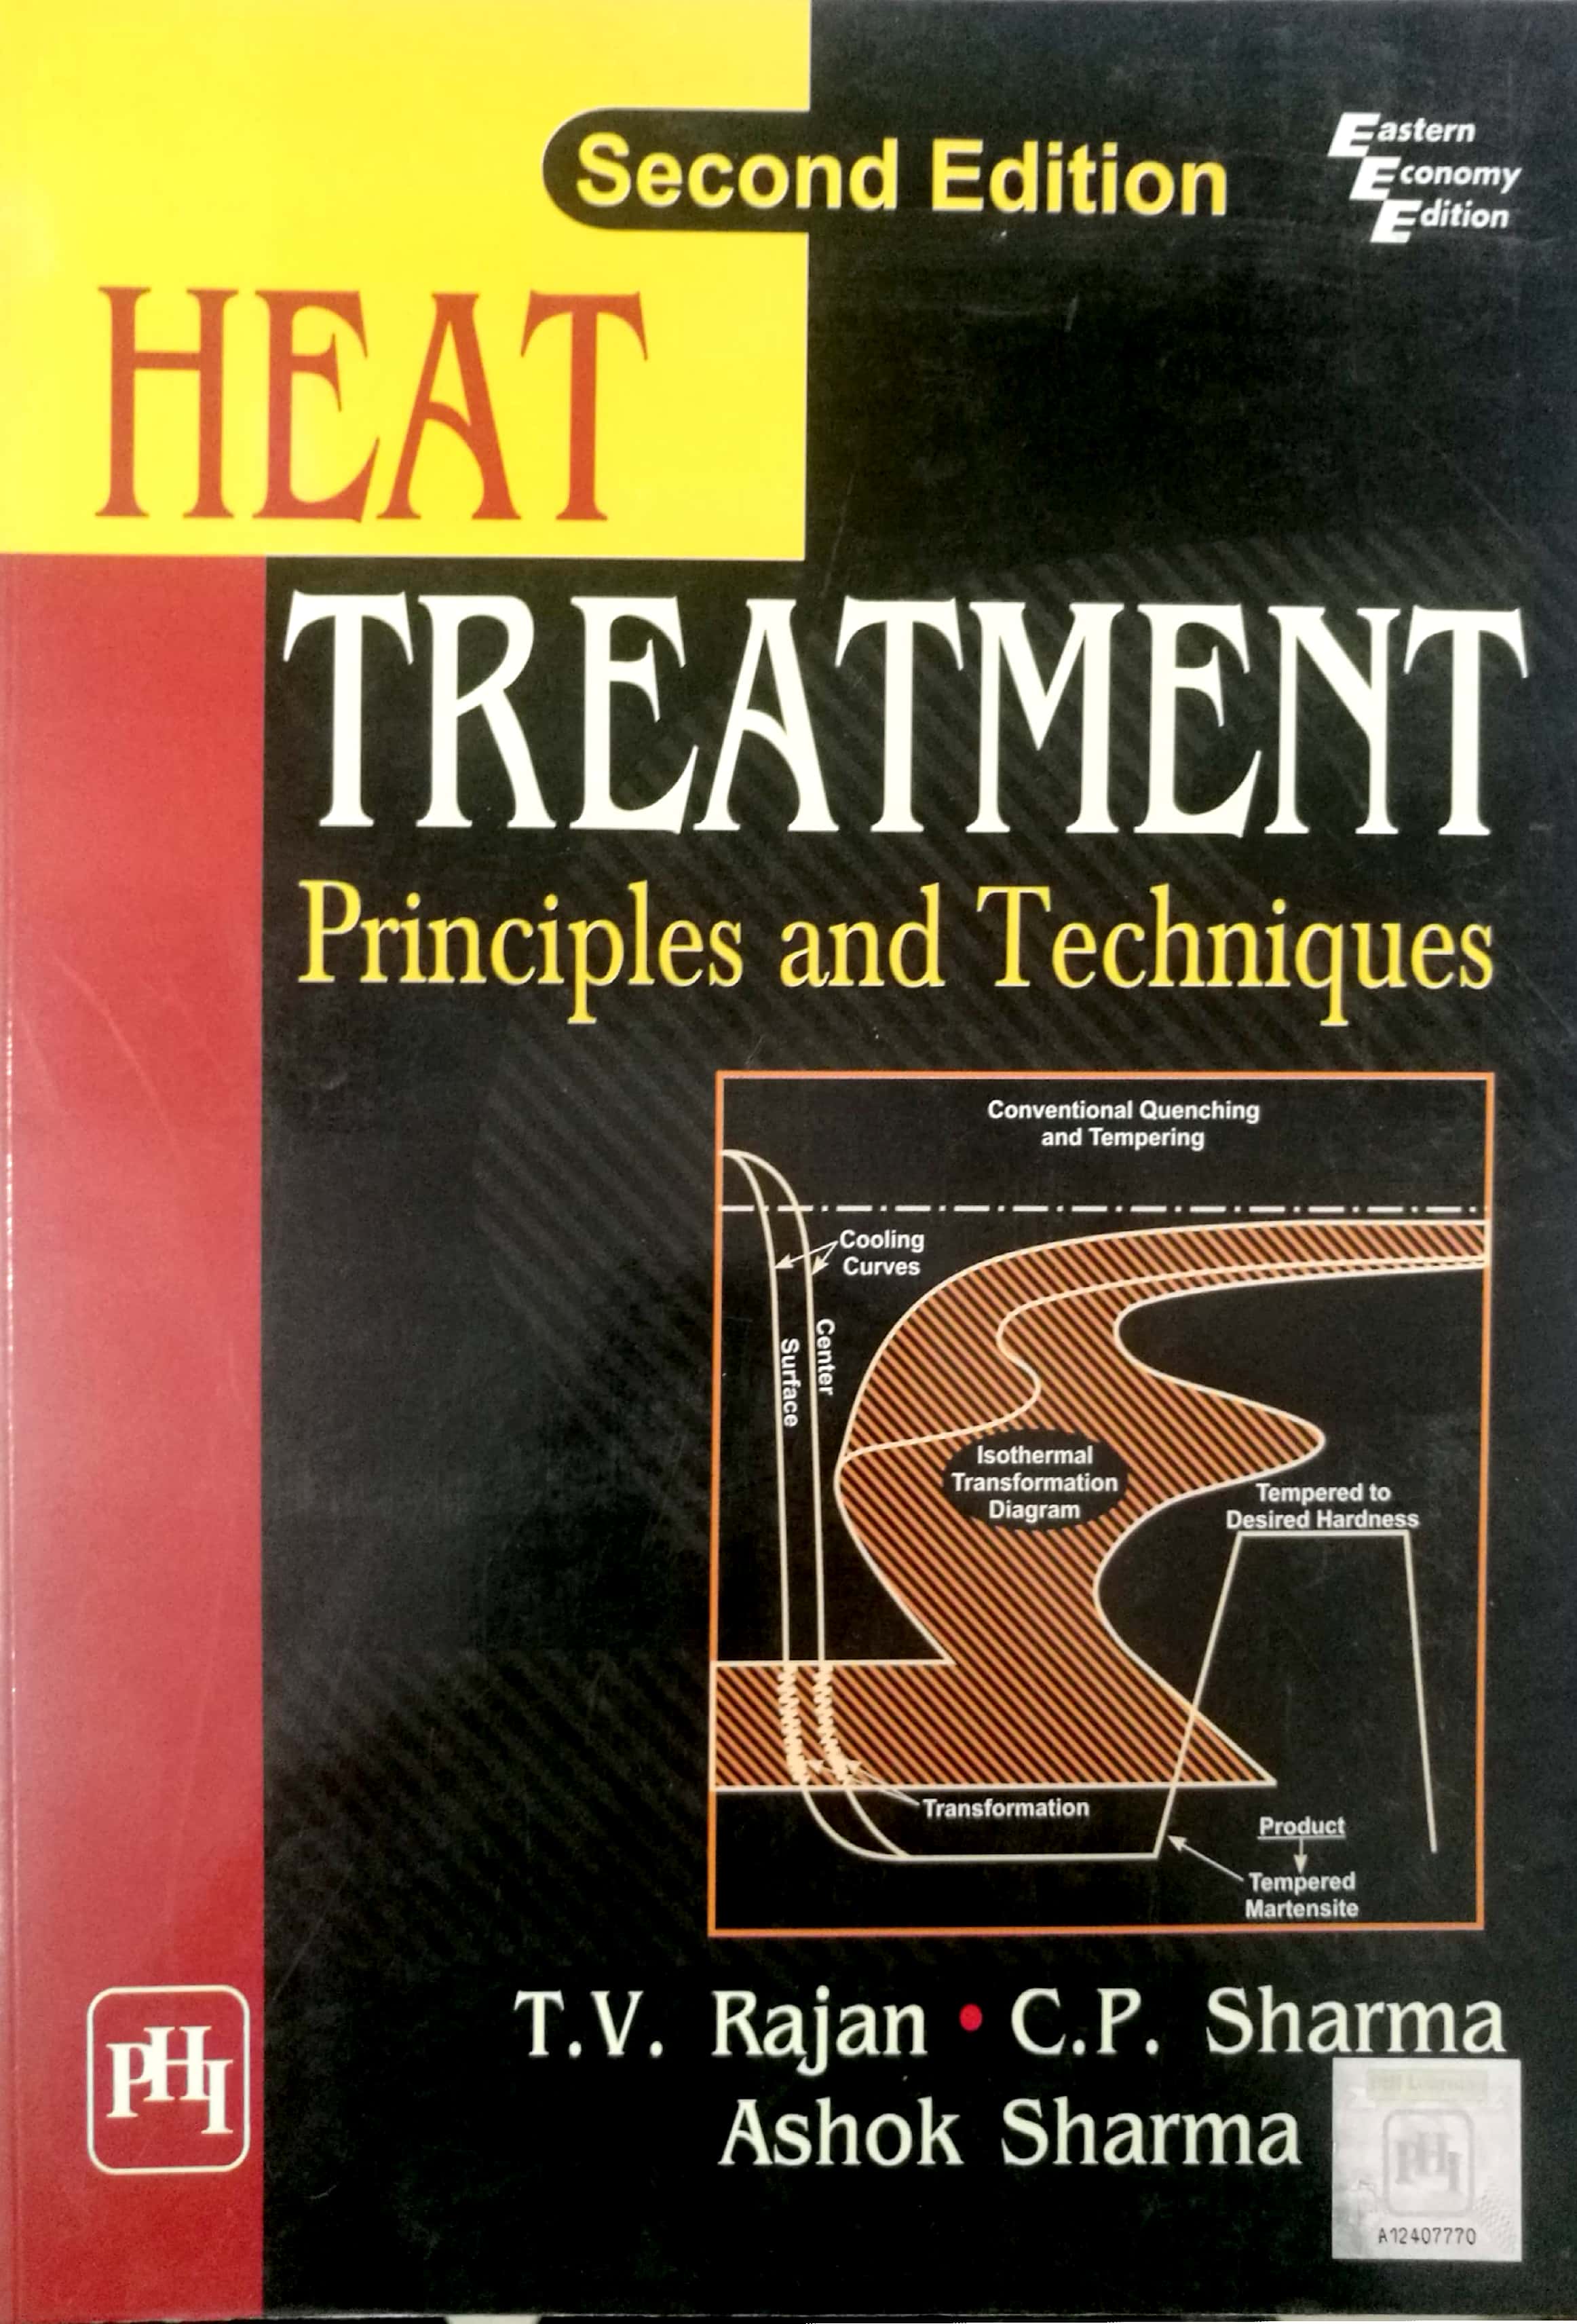 Second Edition
Eastern
Economy
Edition
HEAT
TREATMENT
Principles and Techniques
Conventional Quenching
and Tempering
Cooling
Curves
Center
Surface
Isothermal
Transformation
Diagram
Tempered to
Desired Hardness
Transformation
Product
Tempered
Martensite
T.V. Rajan • C.P. Sharma
Ashok Sharma
PHI
PHI
A12407770